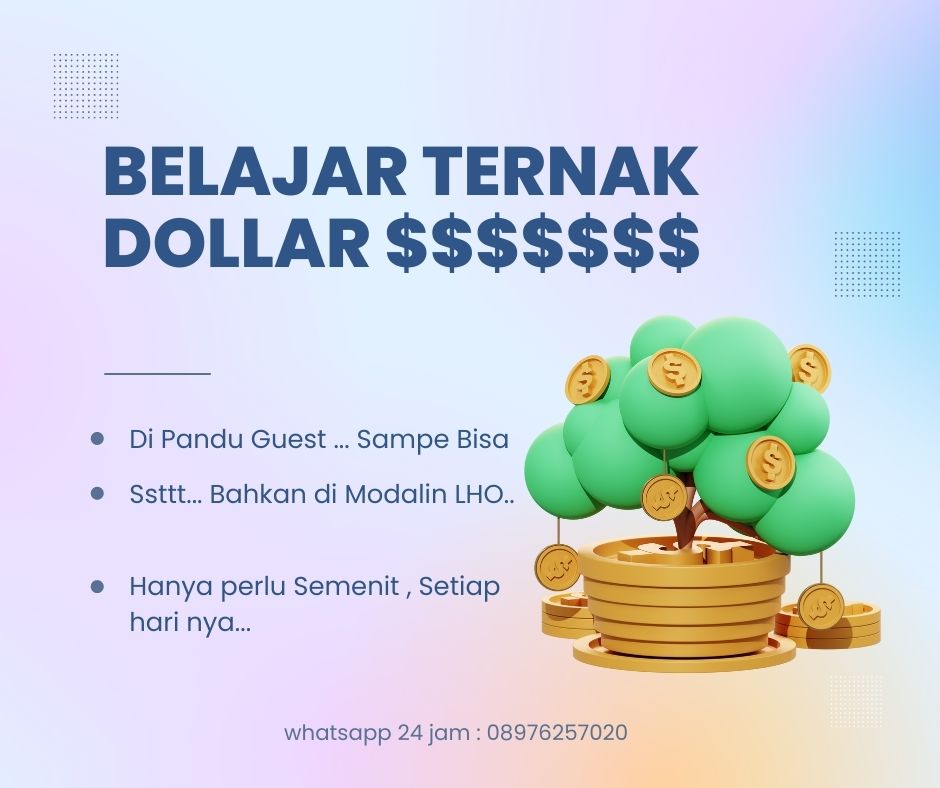 BELAJAR TERNAK
DOLLAR $$$$$$$
Di Pandu Guest ... Sampe Bisa
Ssttt... Bahkan di Modalin LHO..
Hanya perlu Semenit , Setiap
hari nya...
whatsapp 24 jam : 08976257020